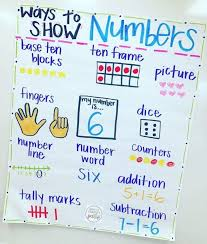 WAYS TO
SHOW
NUMBERS
base ten
blocks
ten frame
picture
fingers
my number
is...
6
dice
number
line
number
word
SIX
counters
addition
5+1=6
tally marks
subtraction
7-1=6